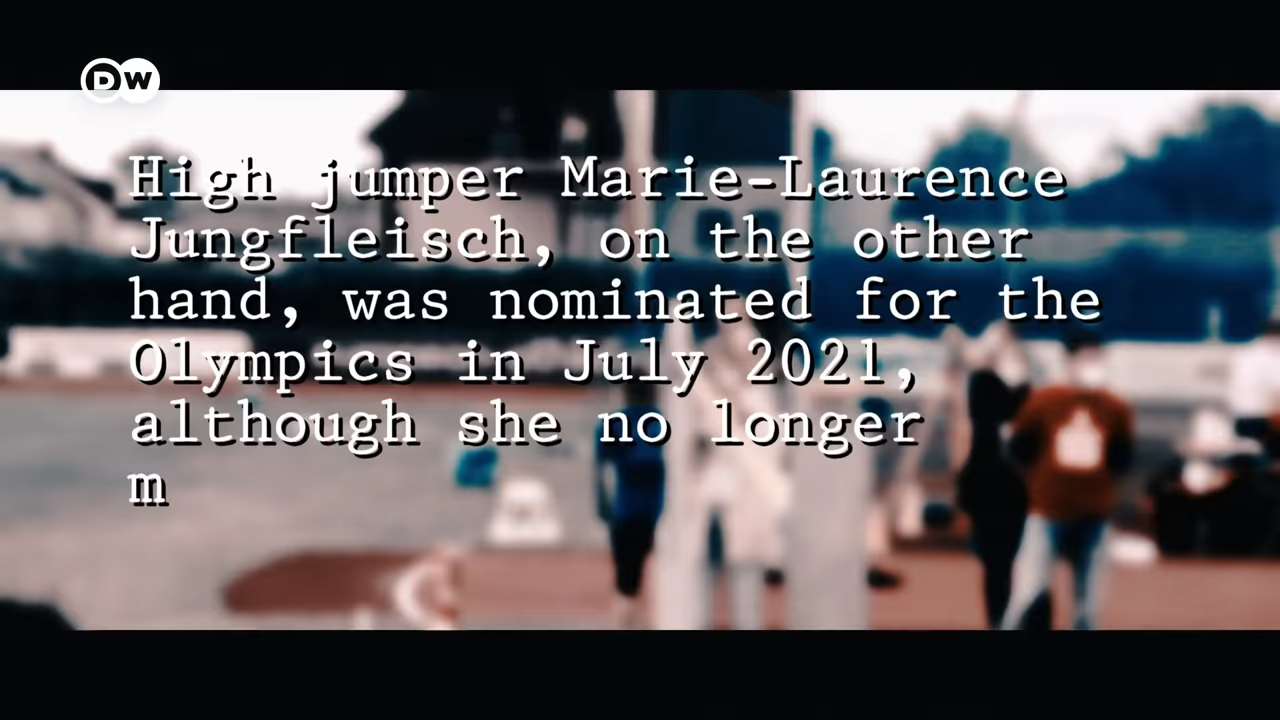 DW
High jumper Marie-Laurence
Jungfleisch, on the other
hand, was nominated for the
Olympics in July 2021,
although she no longer
m